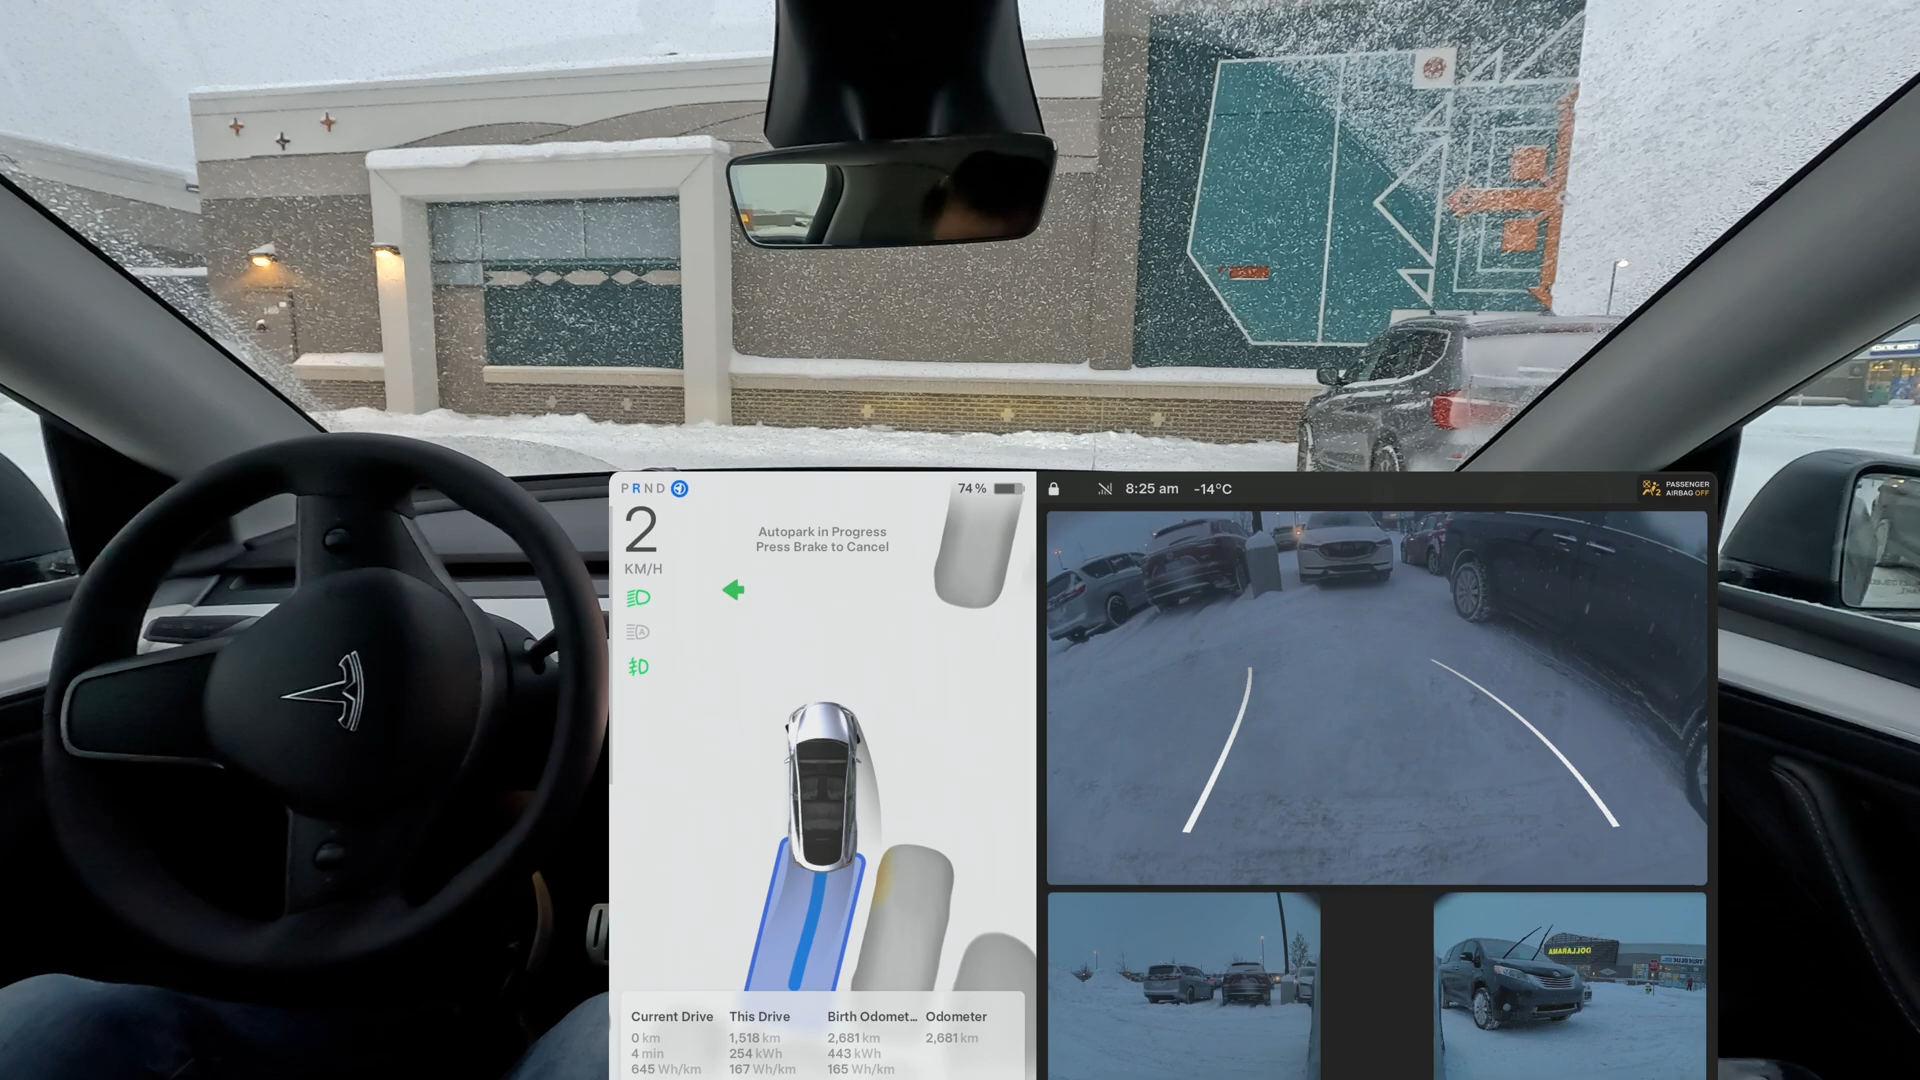 PRND
74%
8:25 am
-14°C
PASSENGER
AIRBAG OFF
2
KM/H
Autopark in Progress
Press Brake to Cancel
A
Current Drive
This Drive
Birth Odomet...
Odometer
0 km
1,518 km
2,681 km
2,681 km
4 min
254 kWh
443 kWh
645 Wh/km
167 Wh/km
165 Wh/km
DOLLARAMA